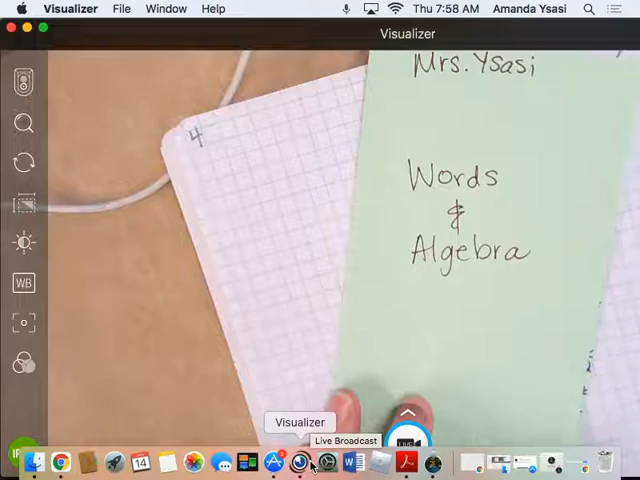 Visualizer File Window Help Thu 7:58 AM Amanda Ysasi
Visualizer
Mrs. Ysasi
4
Words
&
Algebra
WB
Visualizer
Live Broadcast
LIVE
14
W